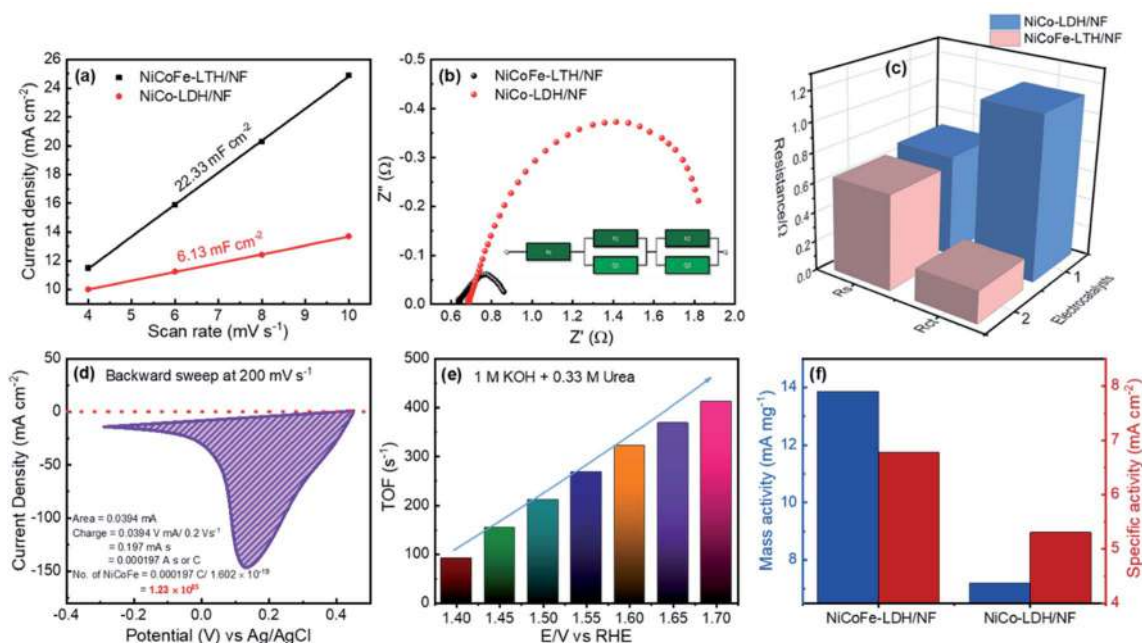 (a)
NiCoFe-LTH/NF
NiCo-LDH/NF
22.33 mF cm⁻²
6.13 mF cm⁻²
Current density (mA cm⁻²)
26
24
22
20
18
16
14
12
10
4 5 6 7 8 9 10
Scan rate (mV s⁻¹)
(b)
NiCoFe-LTH/NF
NiCo-LDH/NF
Z'' (Ω)
-0.5
-0.4
-0.3
-0.2
-0.1
0.0
0.6 0.8 1.0 1.2 1.4 1.6 1.8 2.0
Z' (Ω)
NiCo-LDH/NF
NiCoFe-LTH/NF
(c)
Resistance/Ω
1.2
1.0
0.8
0.6
0.4
0.2
0.0
Rs
Rct
1
2
Electrocatalysts
(d) Backward sweep at 200 mV s⁻¹
Current Density (mA cm⁻²)
50
0
-50
-100
-150
Area = 0.0394 mA
Charge = 0.0394 V mA/ 0.2 Vs⁻¹
= 0.197 mA s
= 0.000197 A s or C
No. of NiCoFe = 0.000197 C/ 1.602 × 10⁻¹⁹
-0.4 -0.2 0.0 0.2 0.4
Potential (V) vs Ag/AgCl
(e) 1 M KOH + 0.33 M Urea
TOF (s⁻¹)
500
400
300
200
100
0
1.40 1.45 1.50 1.55 1.60 1.65 1.70
E/V vs RHE
(f)
Mass activity (mA mg⁻¹)
14
12
10
8
Specific activity (mA cm⁻²)
8
7
6
5
4
NiCoFe-LDH/NF NiCo-LDH/NF